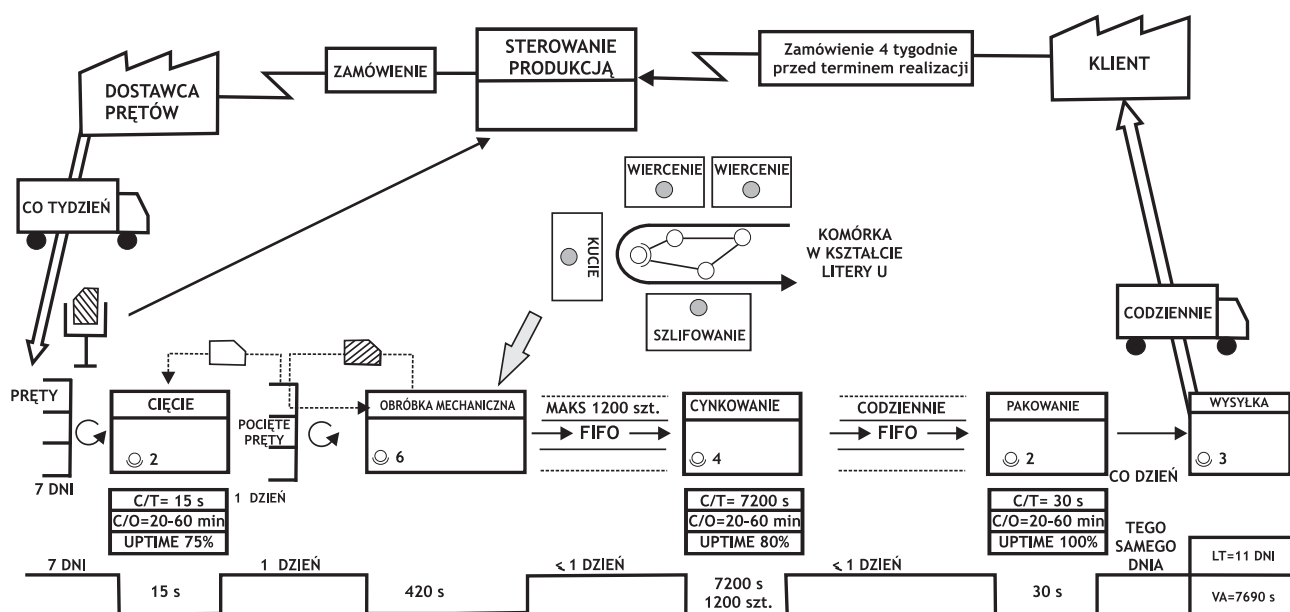 DOSTAWCA
PRĘTÓW
ZAMÓWIENIE
STEROWANIE
PRODUKCJĄ
Zamówienie 4 tygodnie
przed terminem realizacji
KLIENT
CO TYDZIEŃ
WIERCENIE
WIERCENIE
KUCIE
SZLIFOWANIE
KOMÓRKA
W KSZTAŁCIE
LITERY U
CODZIENNIE
PRĘTY
7 DNI
CIĘCIE
2
POCIĘTE
PRĘTY
1 DZIEŃ
OBRÓBKA MECHANICZNA
6
MAKS 1200 szt.
FIFO
CYNKOWANIE
4
CODZIENNIE
FIFO
PAKOWANIE
2
CO DZIEŃ
WYSYŁKA
3
C/T= 15 s
C/O=20-60 min
UPTIME 75%
C/T= 7200 s
C/O=20-60 min
UPTIME 80%
C/T= 30 s
C/O=20-60 min
UPTIME 100%
7 DNI
15 s
1 DZIEŃ
420 s
< 1 DZIEŃ
7200 s
1200 szt.
< 1 DZIEŃ
30 s
TEGO
SAMEGO
DNIA
LT=11 DNI
VA=7690 s